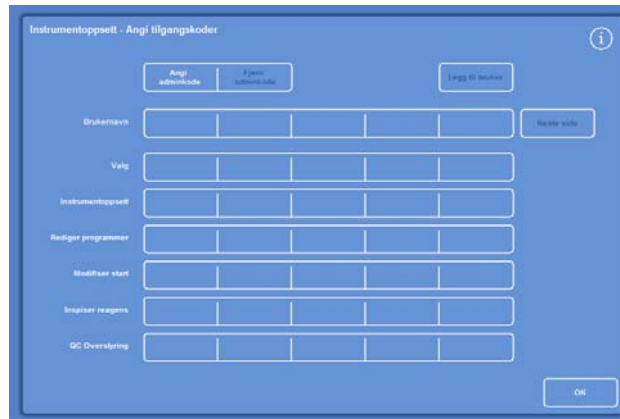 Instrumentoppsett - Angi tilgangskoder
i
Angi
adminkode
Fjern
adminkode
Legg til bruker
Brukernavn
Neste side
Valg
Instrumentoppsett
Rediger programmer
Modifiser start
Inspiser reagens
QC Overstyring
OK